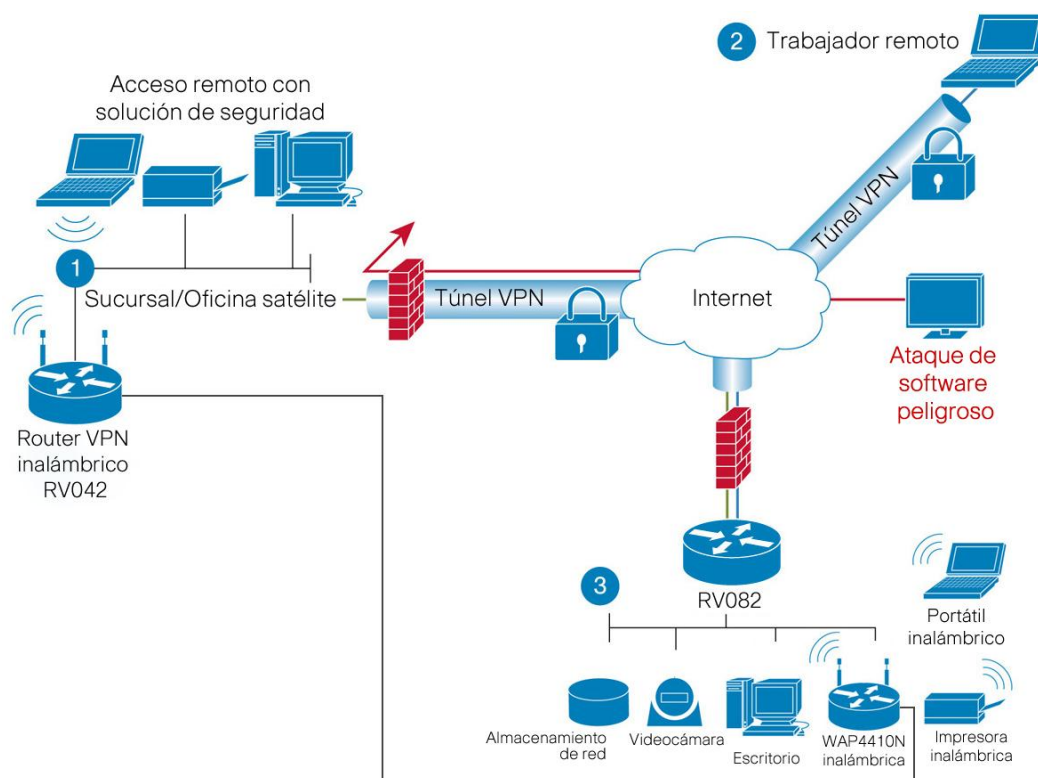 2 Trabajador remoto
Acceso remoto con
solución de seguridad
Túnel VPN
1
Sucursal/Oficina satélite
Túnel VPN
Internet
Ataque de
software
peligroso
Router VPN
inalámbrico
RV042
3
RV082
Portátil
inalámbrico
Almacenamiento
de red
Videocámara
Escritorio
WAP4410N
inalámbrica
Impresora
inalámbrica